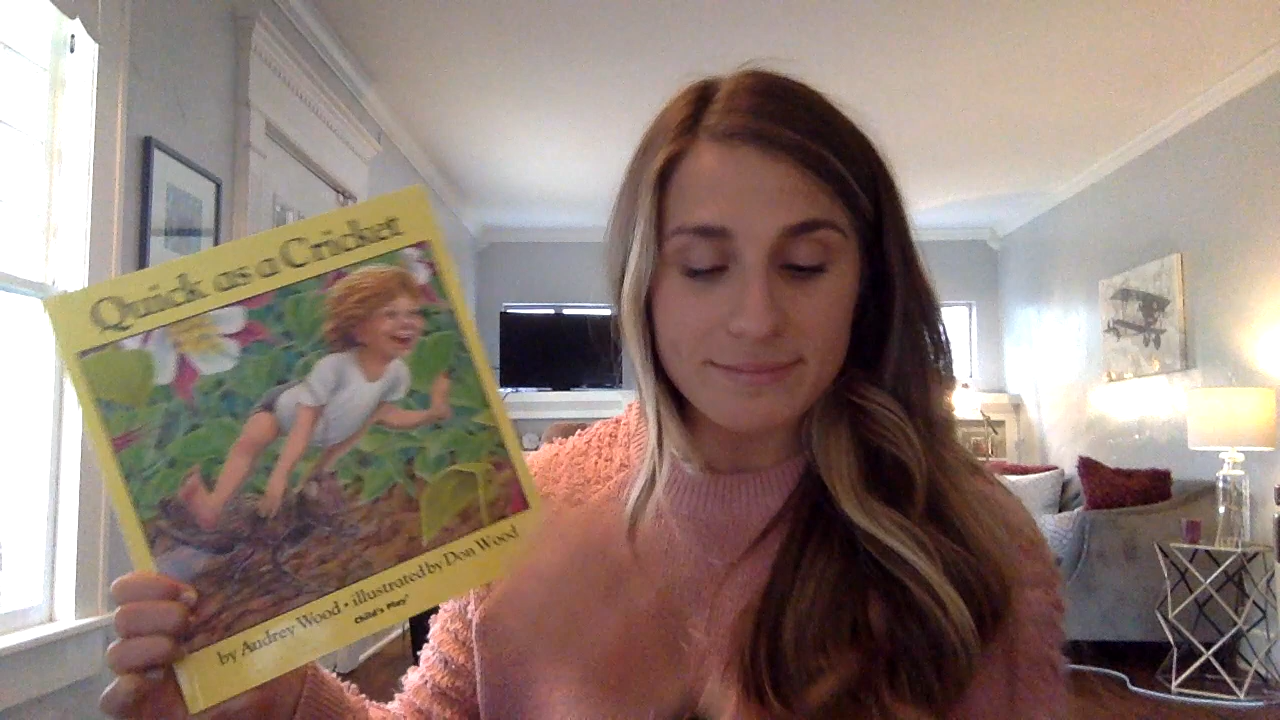 Quick as a Cricket
by Audrey Wood • illustrated by Don Wood
Child's Play®